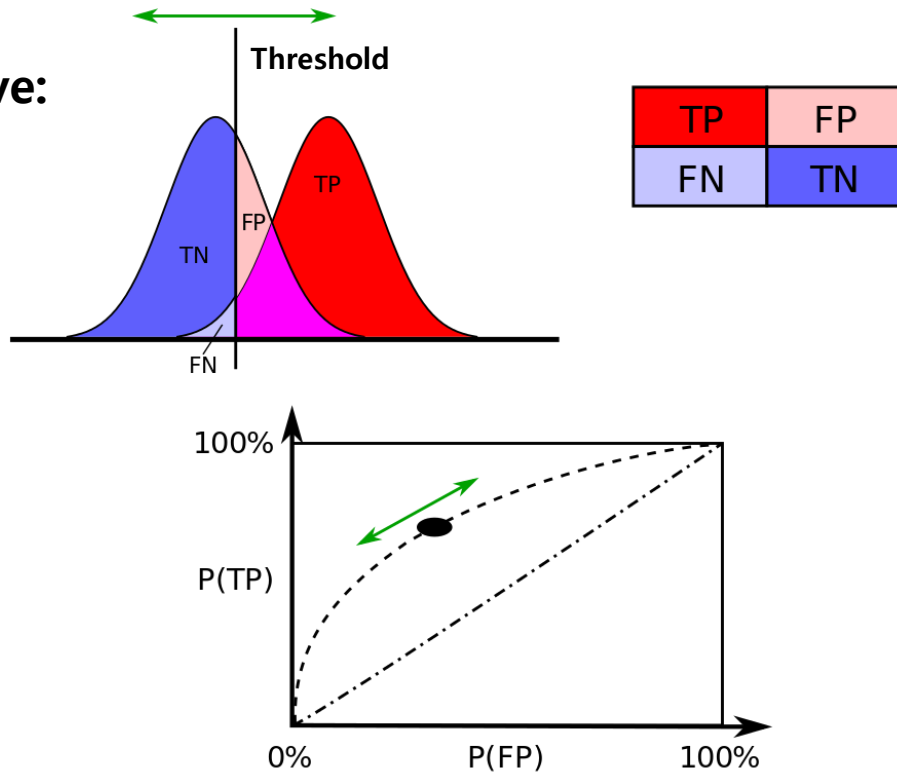 Threshold
ve:
TP FP
FN TN
TP
FP
TN
FN
100%
P(TP)
0% P(FP) 100%